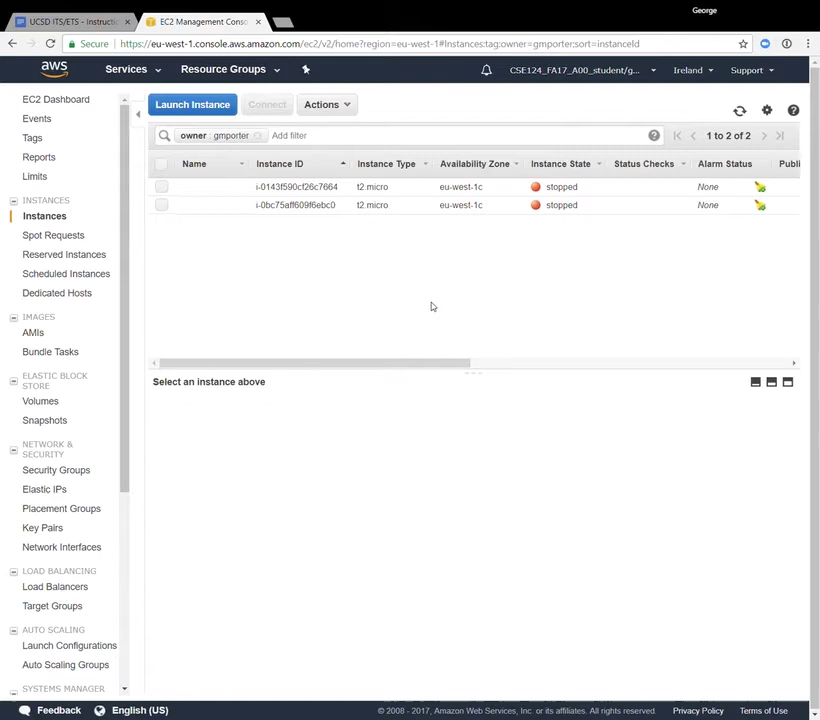 George
UCSD ITS/ETS - Instructi
EC2 Management Conso
Secure
https://eu-west-1.console.aws.amazon.com/ec2/v2/home?region=eu-west-1#Instances:tag:owner=gmporter;sort=instanceId
aws
Services
Resource Groups
CSE124_FA17_A00_student/g...
Ireland
Support
EC2 Dashboard
Events
Tags
Reports
Limits
INSTANCES
Instances
Spot Requests
Reserved Instances
Scheduled Instances
Dedicated Hosts
IMAGES
AMIs
Bundle Tasks
ELASTIC BLOCK
STORE
Volumes
Snapshots
NETWORK &
SECURITY
Security Groups
Elastic IPs
Placement Groups
Key Pairs
Network Interfaces
LOAD BALANCING
Load Balancers
Target Groups
AUTO SCALING
Launch Configurations
Auto Scaling Groups
SYSTEMS MANAGER
Launch Instance
Connect
Actions
owner : gmporter
Add filter
1 to 2 of 2
Name Instance ID Instance Type Availability Zone Instance State Status Checks Alarm Status Publi
i-0143f590cf26c7664 t2.micro eu-west-1c stopped None
i-0bc75aff609f6ebc0 t2.micro eu-west-1c stopped None
Select an instance above
Feedback
English (US)
© 2008 - 2017, Amazon Web Services, Inc. or its affiliates. All rights reserved.
Privacy Policy
Terms of Use